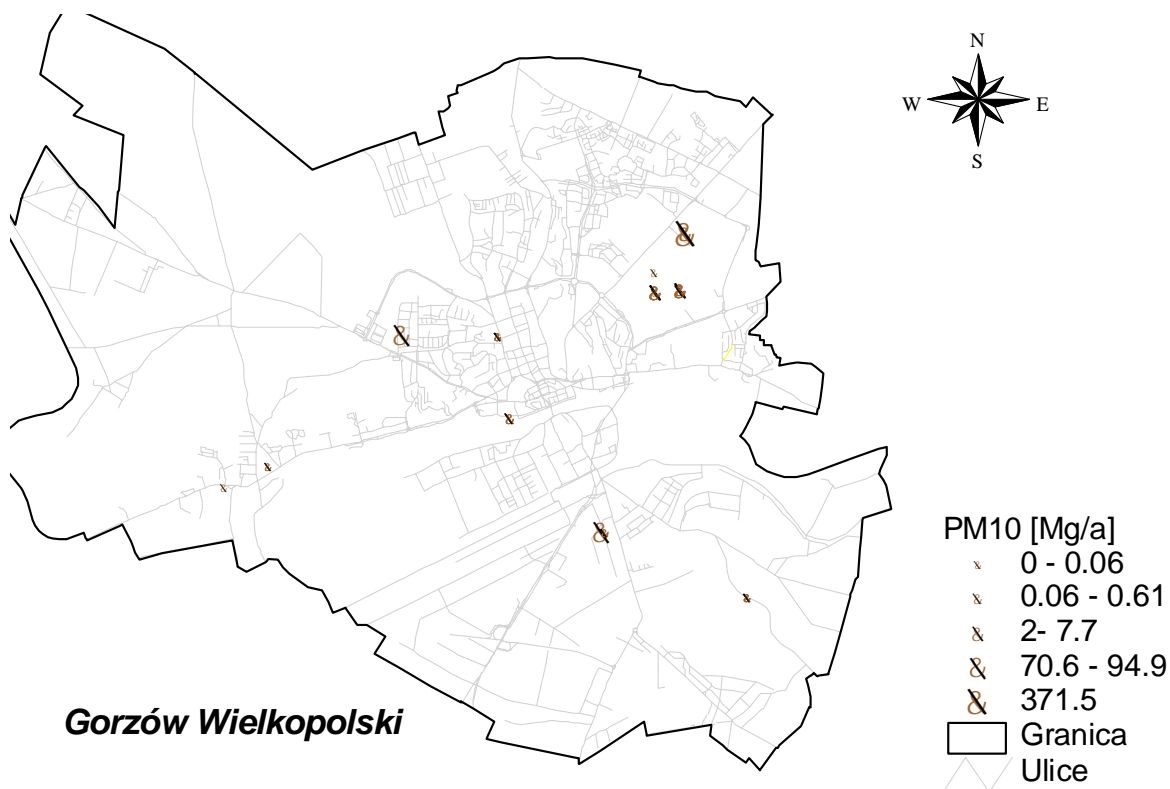 N
W E
S
PM10 [Mg/a]
0 - 0.06
0.06 - 0.61
2- 7.7
70.6 - 94.9
371.5
Granica
Ulice
Gorzów Wielkopolski